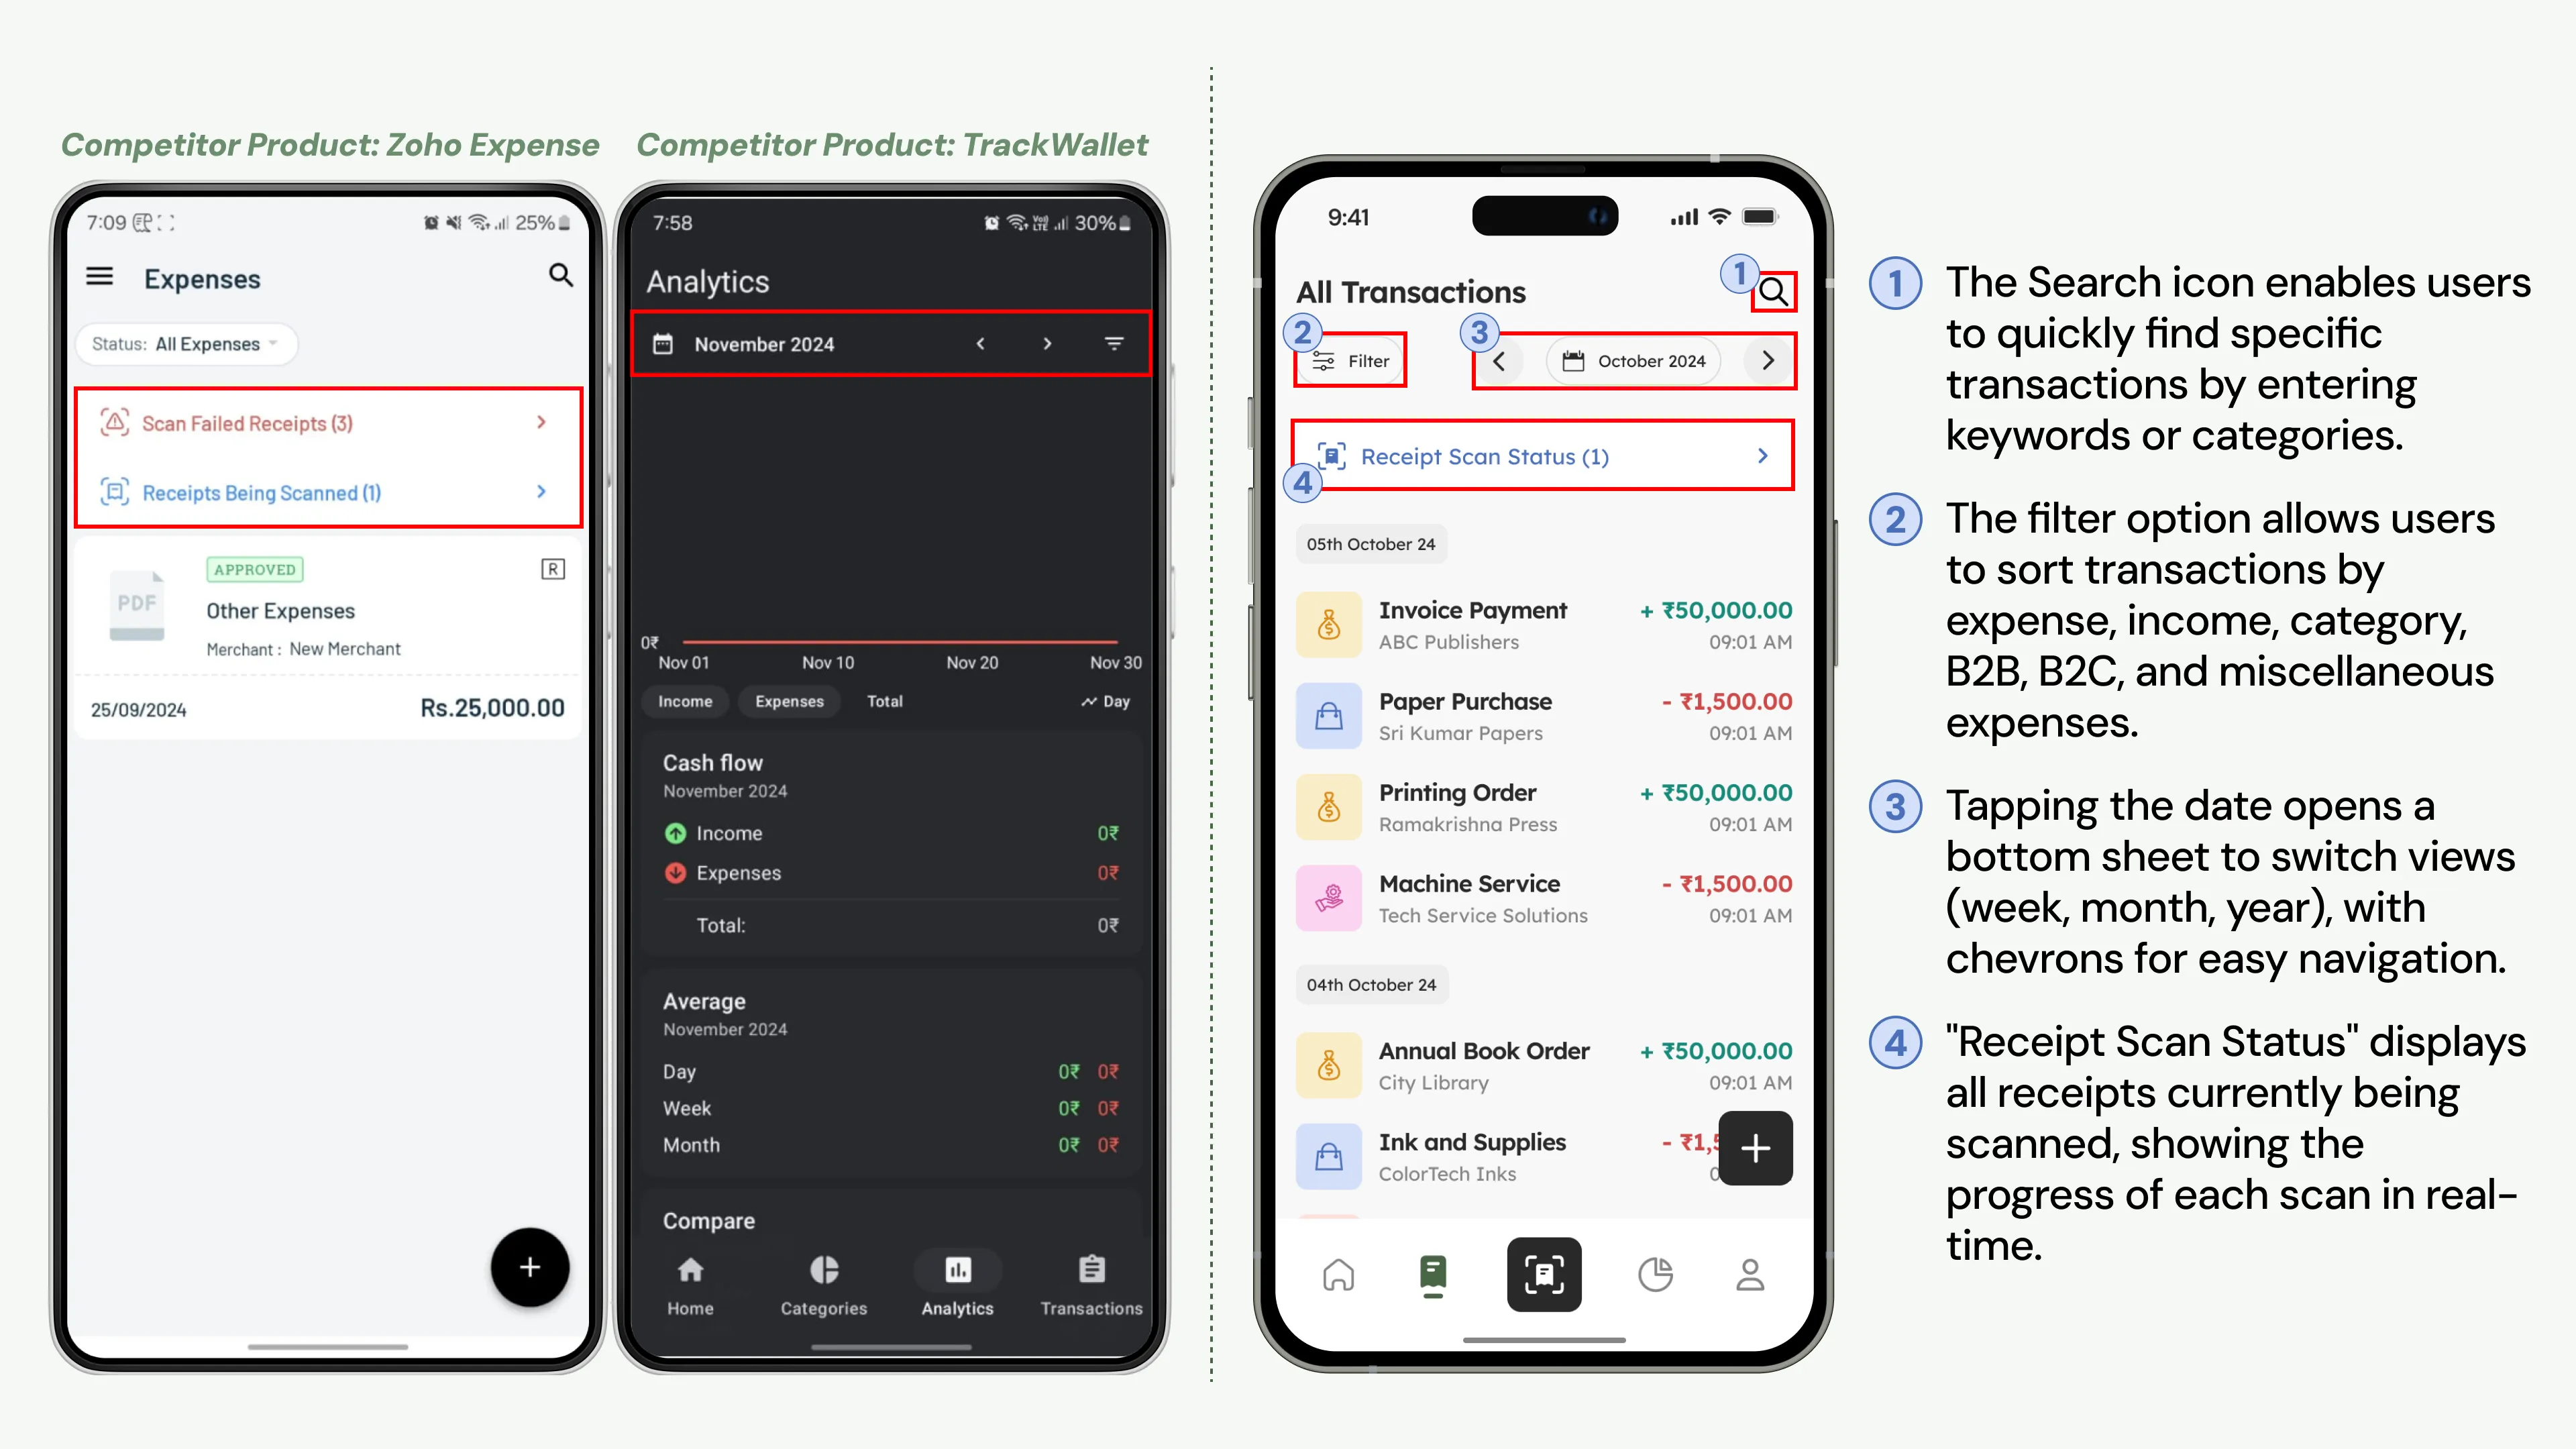 Competitor Product: Zoho Expense
7:09
25%
Expenses
Status: All Expenses
Scan Failed Receipts (3)
Receipts Being Scanned (1)
PDF
APPROVED
R
Other Expenses
Merchant : New Merchant
25/09/2024
Rs.25,000.00
+
Competitor Product: TrackWallet
7:58
30%
Analytics
November 2024
0₹
Nov 01 Nov 10 Nov 20 Nov 30
Income Expenses Total Day
Cash flow
November 2024
Income 0₹
Expenses 0₹
Total: 0₹
Average
November 2024
Day 0₹ 0₹
Week 0₹ 0₹
Month 0₹ 0₹
Compare
Home Categories Analytics Transactions
9:41
All Transactions
1
2
Filter
3
October 2024
Receipt Scan Status (1)
4
05th October 24
Invoice Payment + ₹50,000.00
ABC Publishers 09:01 AM
Paper Purchase - ₹1,500.00
Sri Kumar Papers 09:01 AM
Printing Order + ₹50,000.00
Ramakrishna Press 09:01 AM
Machine Service - ₹1,500.00
Tech Service Solutions 09:01 AM
04th October 24
Annual Book Order + ₹50,000.00
City Library 09:01 AM
Ink and Supplies - ₹1,5
ColorTech Inks 0
+
1 The Search icon enables users
to quickly find specific
transactions by entering
keywords or categories.
2 The filter option allows users
to sort transactions by
expense, income, category,
B2B, B2C, and miscellaneous
expenses.
3 Tapping the date opens a
bottom sheet to switch views
(week, month, year), with
chevrons for easy navigation.
4 "Receipt Scan Status" displays
all receipts currently being
scanned, showing the
progress of each scan in real-
time.